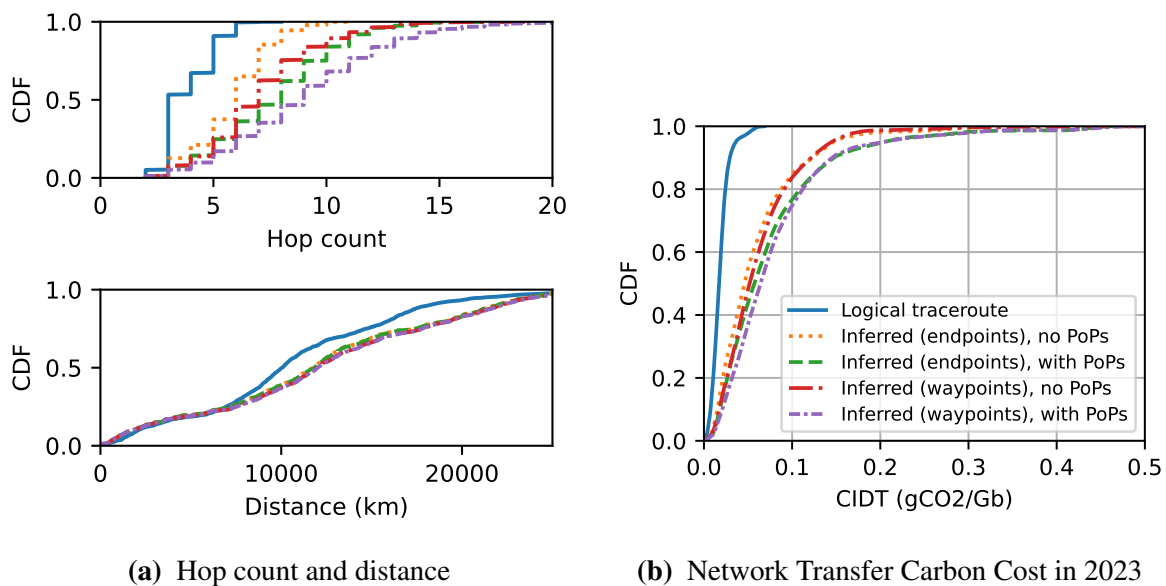 1.0
0.5
0.0
CDF
0
5
10
15
20
Hop count
1.0
0.5
0.0
CDF
0
10000
20000
Distance (km)
(a) Hop count and distance
1.0
0.8
0.6
0.4
0.2
0.0
CDF
Logical traceroute
Inferred (endpoints), no PoPs
Inferred (endpoints), with PoPs
Inferred (waypoints), no PoPs
Inferred (waypoints), with PoPs
0.0
0.1
0.2
0.3
0.4
0.5
CIDT (gCO2/Gb)
(b) Network Transfer Carbon Cost in 2023